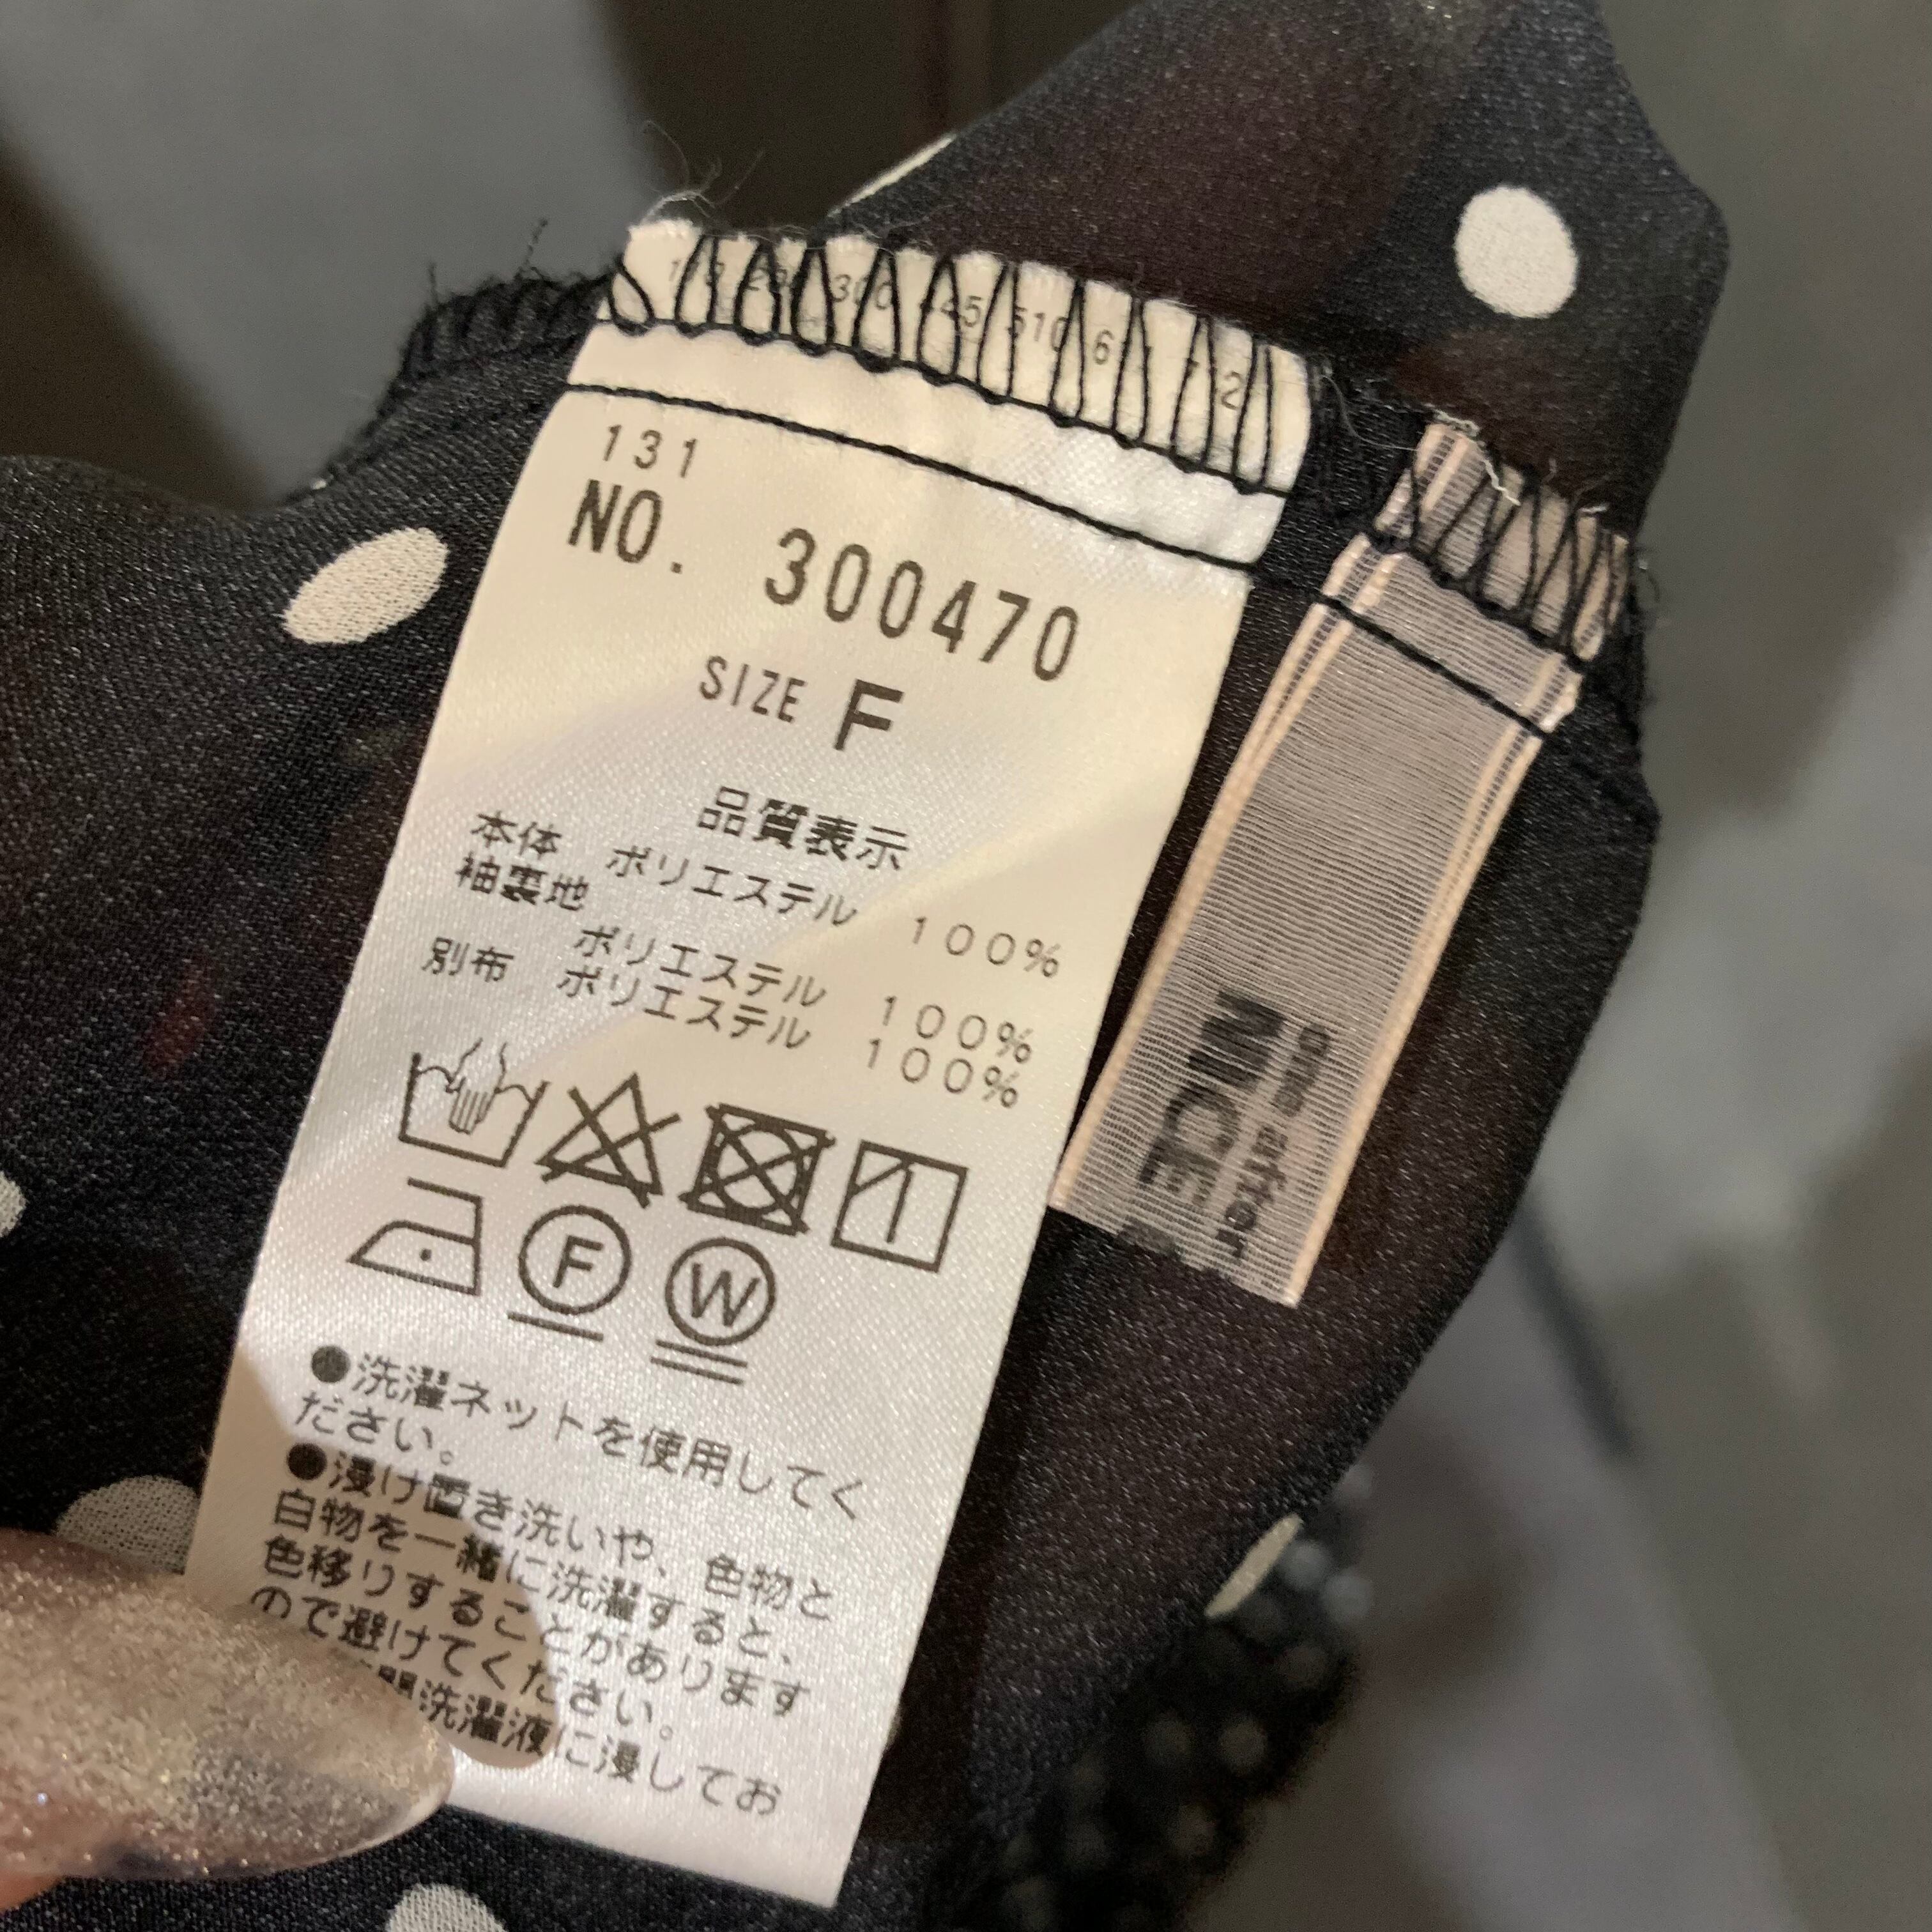 131
NO. 300470
SIZE F
品質表示
本体 ポリエステル 100%
袖裏地
ポリエステル 100%
別布 ポリエステル 100%
F
W
●洗濯ネットを使用してく
ださい。
●浸け置き洗いや、色物と
白物を一緒に洗濯すると、
色移りすることがあります
ので避けてください。
間洗濯液に浸してお
NICE